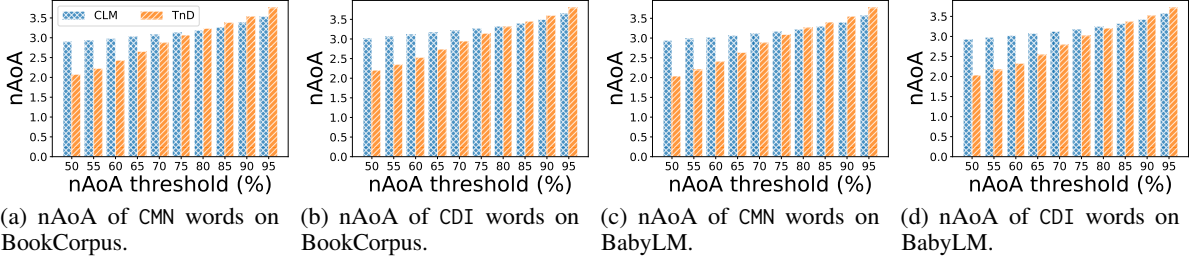 CLM TnD
nAoA
3.5
3.0
2.5
2.0
1.5
1.0
0.5
0.0
50 55 60 65 70 75 80 85 90 95
nAoA threshold (%)
(a) nAoA of CMN words on
BookCorpus.
nAoA
3.5
3.0
2.5
2.0
1.5
1.0
0.5
0.0
50 55 60 65 70 75 80 85 90 95
nAoA threshold (%)
(b) nAoA of CDI words on
BookCorpus.
nAoA
3.5
3.0
2.5
2.0
1.5
1.0
0.5
0.0
50 55 60 65 70 75 80 85 90 95
nAoA threshold (%)
(c) nAoA of CMN words on
BabyLM.
nAoA
3.5
3.0
2.5
2.0
1.5
1.0
0.5
0.0
50 55 60 65 70 75 80 85 90 95
nAoA threshold (%)
(d) nAoA of CDI words on
BabyLM.